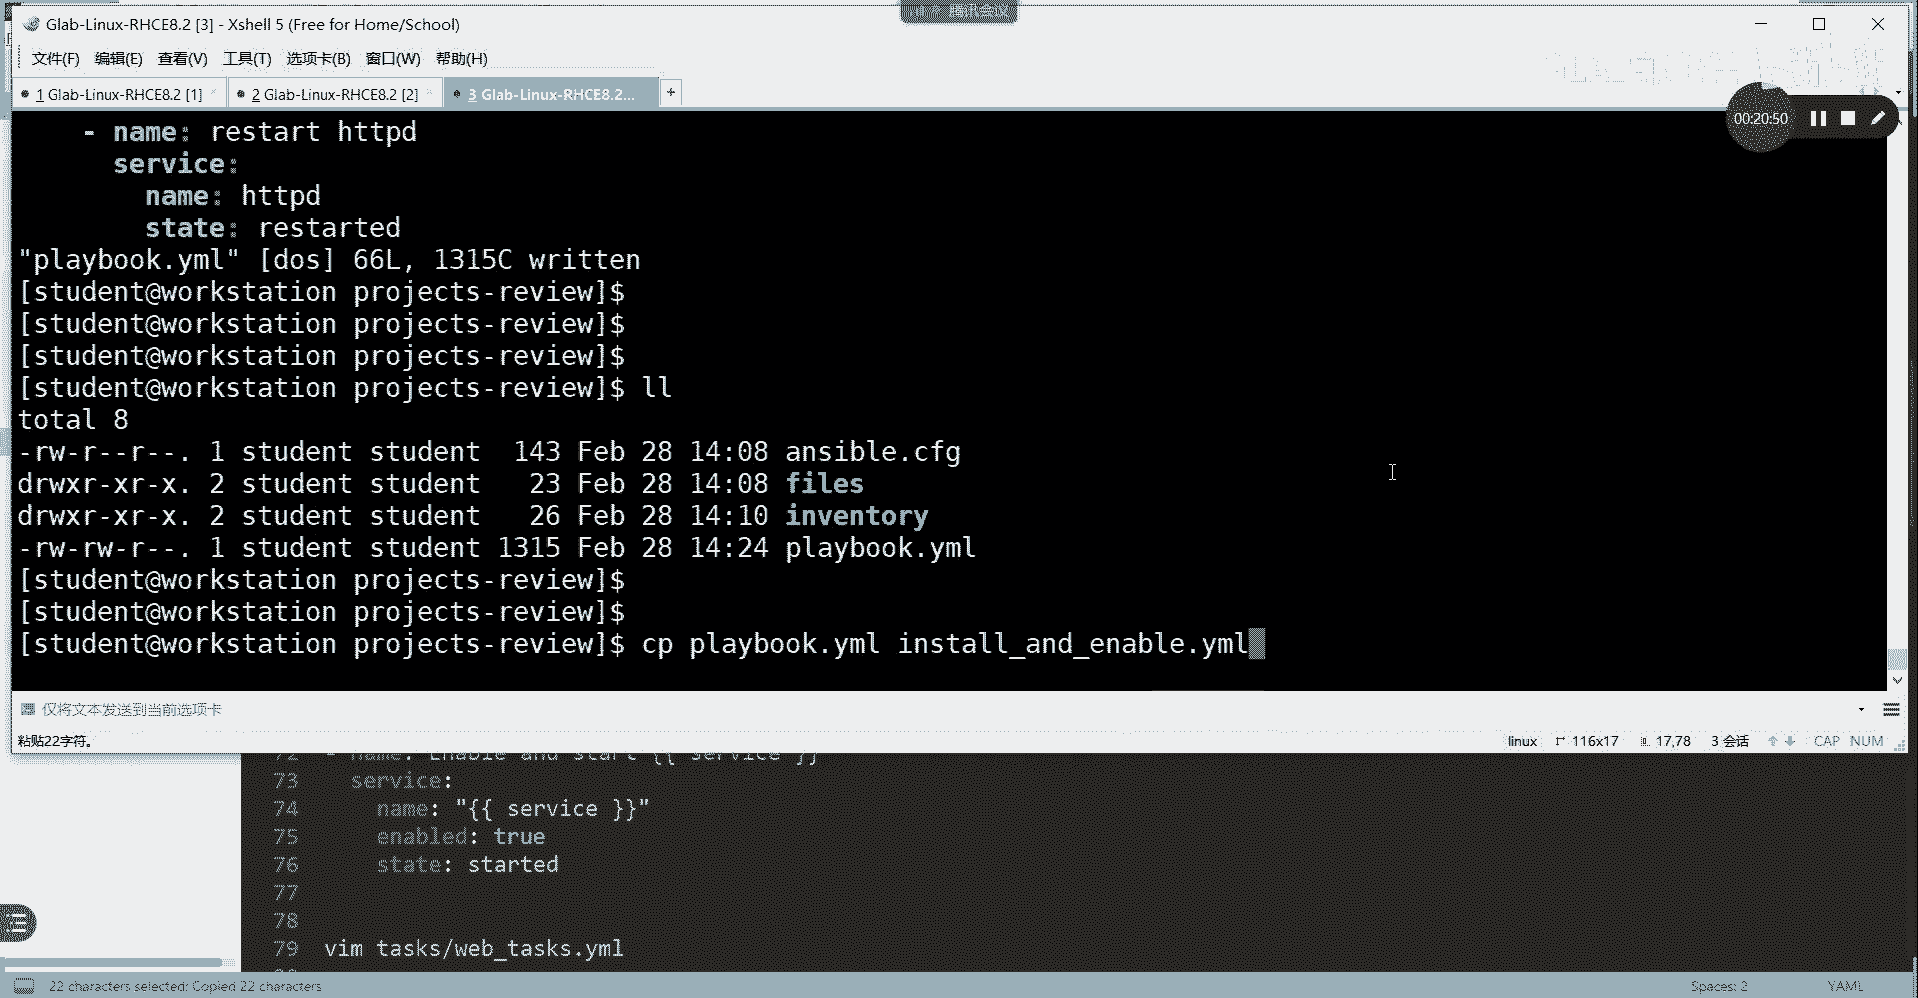 腾讯会议
Glab-Linux-RHCE8.2 [3] - Xshell 5 (Free for Home/School)
文件(F) 编辑(E) 查看(V) 工具(T) 选项卡(B) 窗口(W) 帮助(H)
1 Glab-Linux-RHCE8.2 [1] 2 Glab-Linux-RHCE8.2 [2] 3 Glab-Linux-RHCE8.2... +
00:20:50
- name: restart httpd
service:
name: httpd
state: restarted
"playbook.yml" [dos] 66L, 1315C written
[student@workstation projects-review]$
[student@workstation projects-review]$
[student@workstation projects-review]$
[student@workstation projects-review]$ ll
total 8
-rw-r--r--. 1 student student 143 Feb 28 14:08 ansible.cfg
drwxr-xr-x. 2 student student 23 Feb 28 14:08 files
drwxr-xr-x. 2 student student 26 Feb 28 14:10 inventory
-rw-rw-r--. 1 student student 1315 Feb 28 14:24 playbook.yml
[student@workstation projects-review]$
[student@workstation projects-review]$
[student@workstation projects-review]$ cp playbook.yml install_and_enable.yml
仅将文本发送到当前选项卡
粘贴22字符。 linux 116x17 17,78 3 会话 CAP NUM
72 - name: Enable and start {{ service }}
73 service:
74 name: "{{ service }}"
75 enabled: true
76 state: started
77
78
79 vim tasks/web_tasks.yml
22 characters selected: Copied 22 characters Spaces: 2 YAML